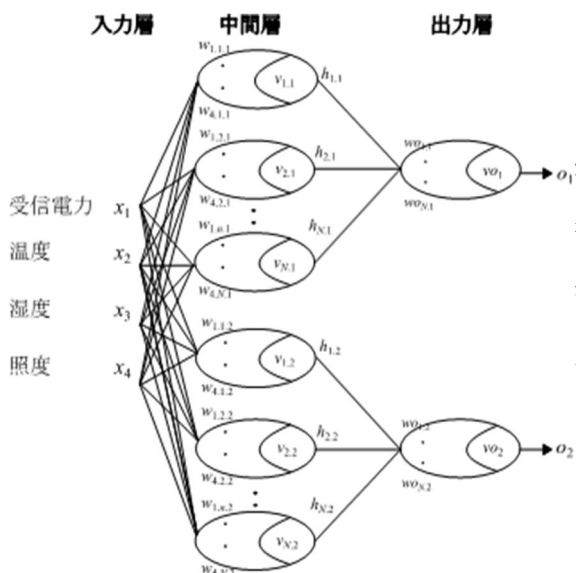 入力層 中間層 出力層
w1.1.1
v1.1 h1.1
w4.1.1
w1.2.1
v2.1 h2.1
w4.2.1
w1.n.1
vN.1 hN.1
w4.N.1
wo1.1
vo1 o1
woN.1
受信電力 x1
温度 x2
湿度 x3
照度 x4
w1.1.2
v1.2 h1.2
w4.1.2
w1.2.2
v2.2 h2.2
w4.2.2
w1.n.2
vN.2 hN.2
w4.N.2
wo1.2
vo2 o2
woN.2